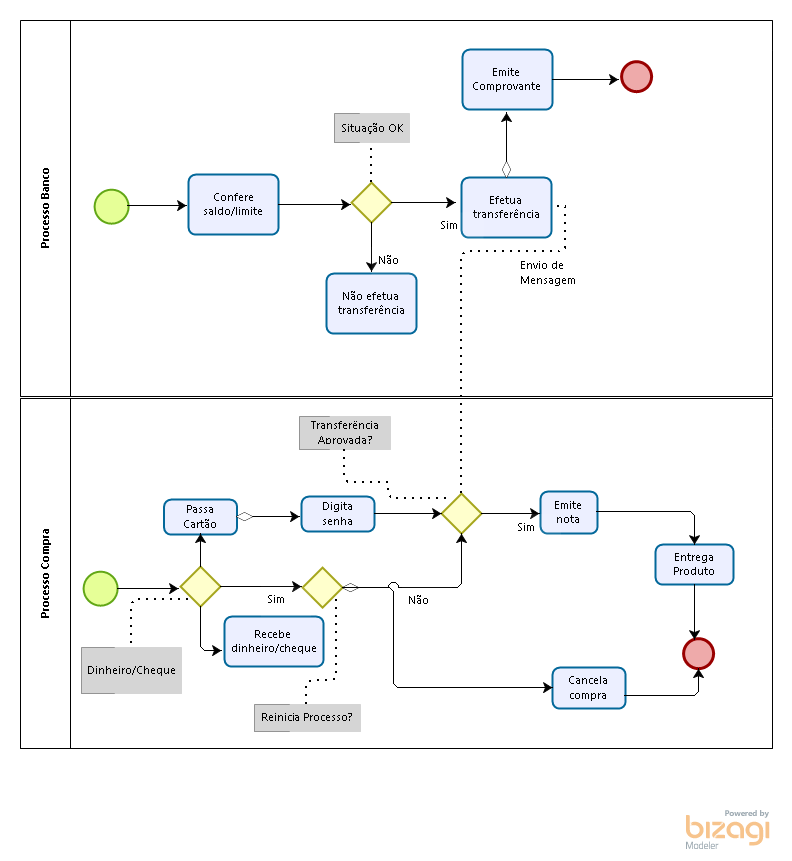 Processo Banco
Emite
Comprovante
Situação OK
Confere
saldo/limite
Efetua
transferência
Sim
Não
Envio de
Mensagem
Não efetua
transferência
Processo Compra
Transferência
Aprovada?
Passa
Cartão
Digita
senha
Emite
nota
Sim
Entrega
Produto
Sim
Não
Recebe
dinheiro/cheque
Dinheiro/Cheque
Cancela
compra
Reinicia Processo?
Powered by
bizagi
Modeler